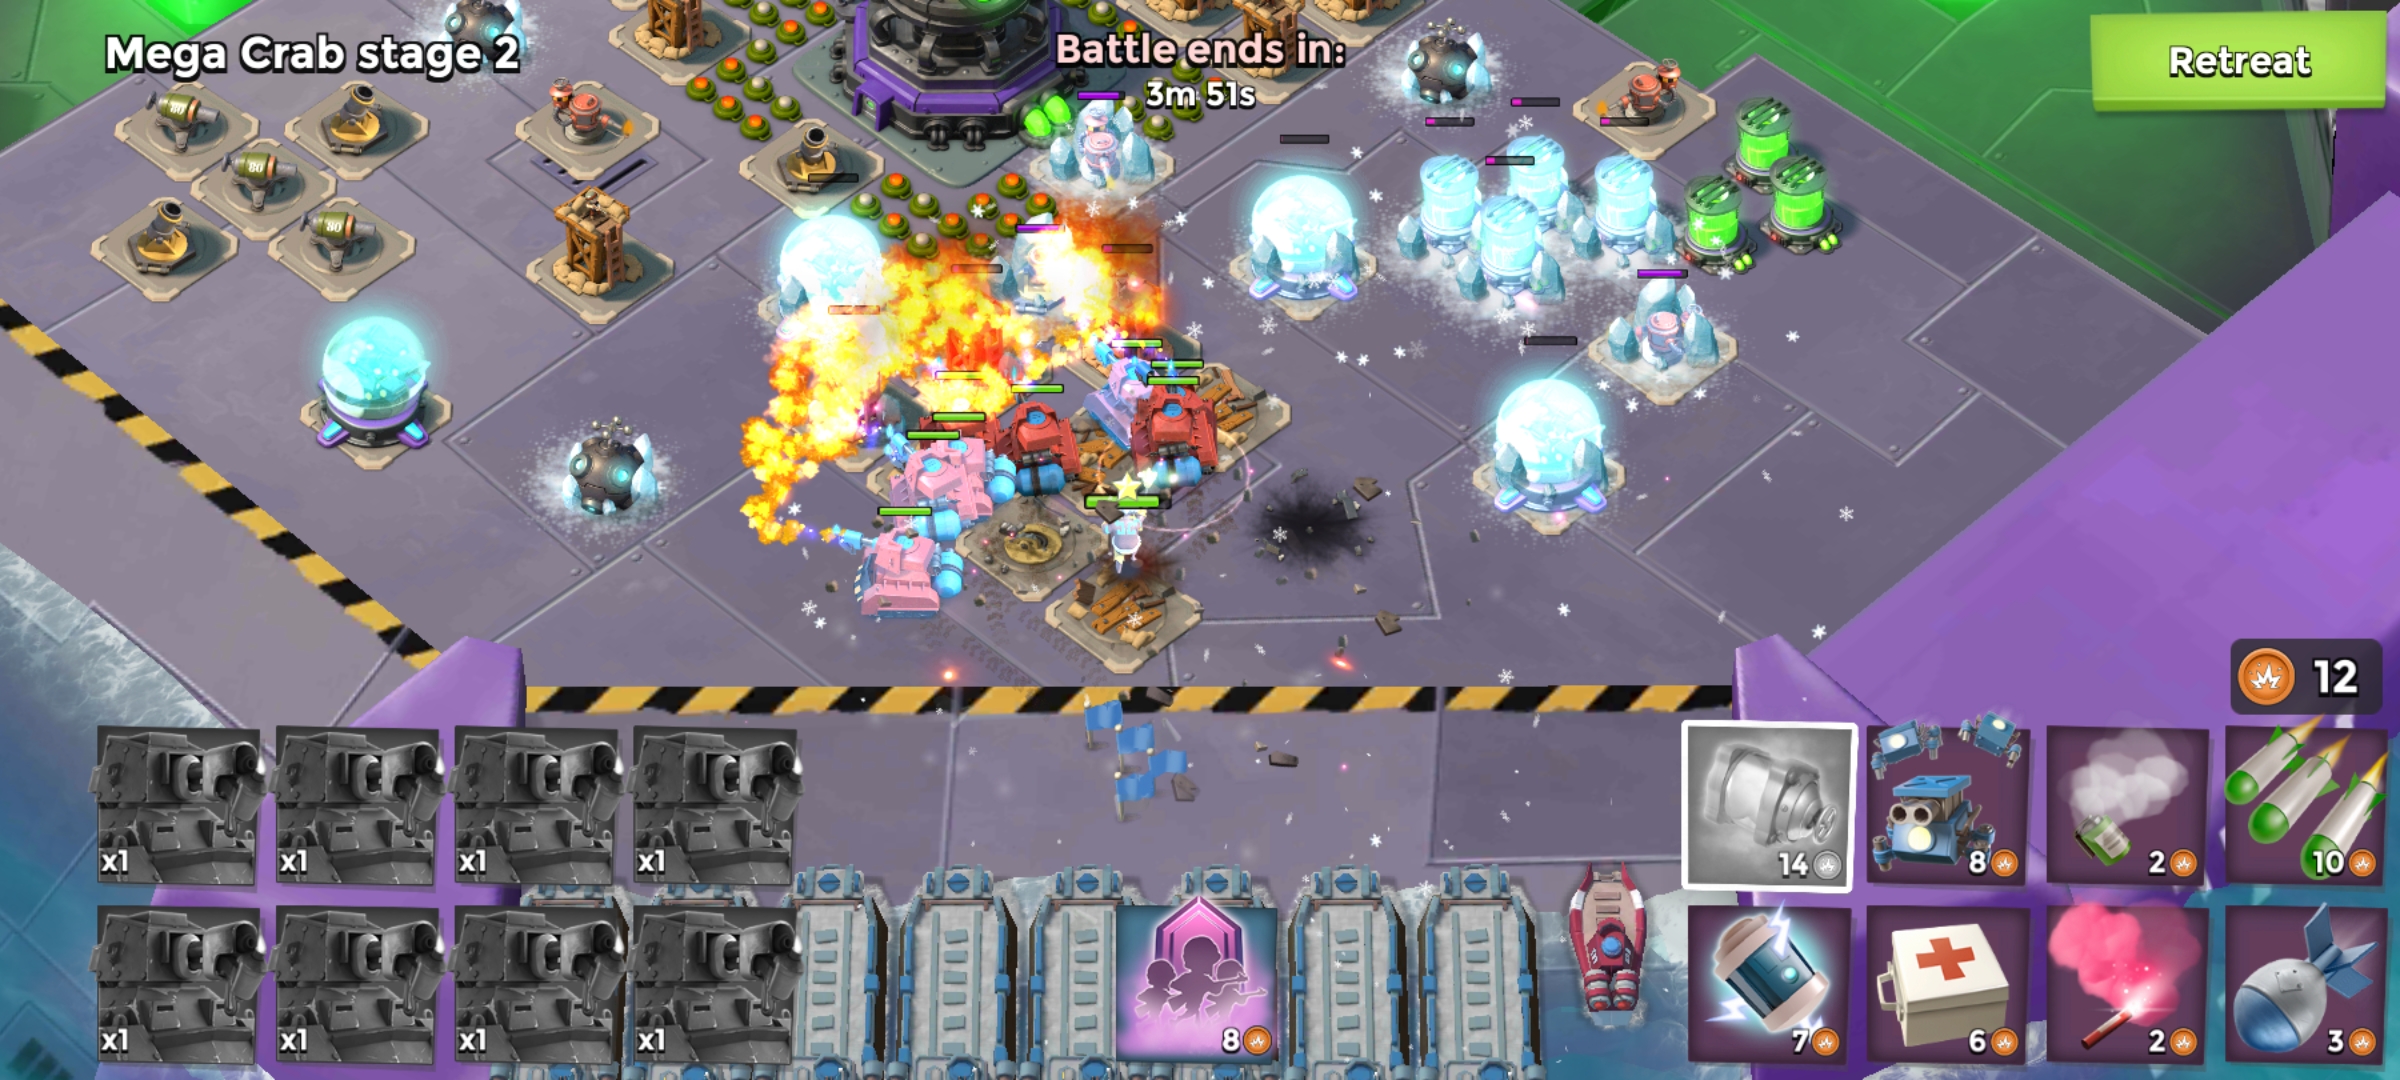 Mega Crab stage 2
Battle ends in:
3m 51s
Retreat
12
x1
x1
x1
x1
14
8
2
10
x1
x1
x1
x1
8
7
6
2
3